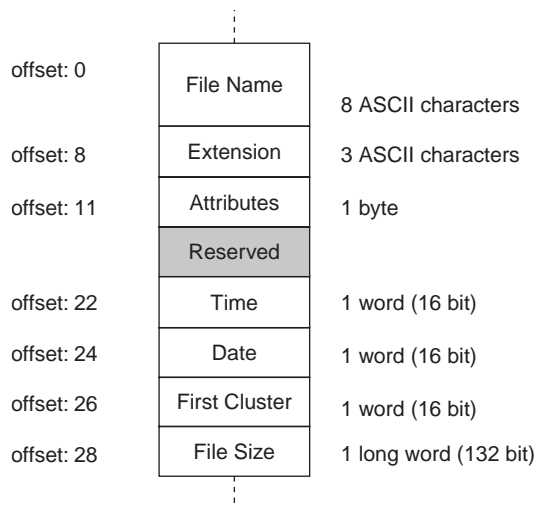 offset: 0
File Name
8 ASCII characters
offset: 8 Extension 3 ASCII characters
offset: 11 Attributes 1 byte
Reserved
offset: 22 Time 1 word (16 bit)
offset: 24 Date 1 word (16 bit)
offset: 26 First Cluster 1 word (16 bit)
offset: 28 File Size 1 long word (132 bit)